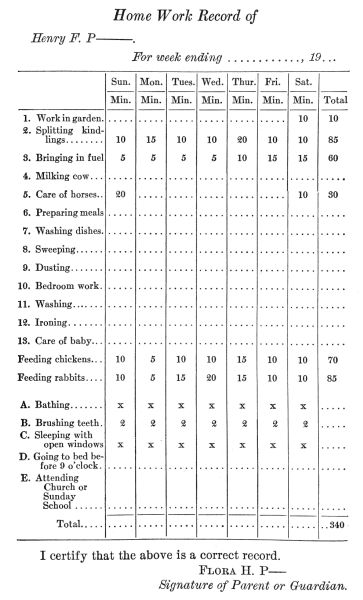 Home Work Record of
Henry F. P——.
For week ending ............, 19...
Sun. Mon. Tues. Wed. Thur. Fri. Sat.
Min. Min. Min. Min. Min. Min. Min. Total
1. Work in garden. ..... ..... ..... ..... ..... ..... 10 10
2. Splitting kind-
lings........ 10 15 10 10 20 10 10 85
3. Bringing in fuel 5 5 5 5 10 15 15 60
4. Milking cow... ..... ..... ..... ..... ..... ..... ..... .....
5. Care of horses.. 20 ..... ..... ..... ..... ..... 10 30
6. Preparing meals ..... ..... ..... ..... ..... ..... ..... .....
7. Washing dishes. ..... ..... ..... ..... ..... ..... ..... .....
8. Sweeping...... ..... ..... ..... ..... ..... ..... ..... .....
9. Dusting....... ..... ..... ..... ..... ..... ..... ..... .....
10. Bedroom work. ..... ..... ..... ..... ..... ..... ..... .....
11. Washing...... ..... ..... ..... ..... ..... ..... ..... .....
12. Ironing....... ..... ..... ..... ..... ..... ..... ..... .....
13. Care of baby... ..... ..... ..... ..... ..... ..... ..... .....
Feeding chickens... 10 5 10 10 15 10 10 70
Feeding rabbits.... 10 5 15 20 15 10 10 85
A. Bathing....... x x x x x x x .....
B. Brushing teeth. 2 2 2 2 2 2 2 .....
C. Sleeping with
open windows x x x x x x x .....
D. Going to bed be-
fore 9 o'clock. ..... ..... ..... ..... ..... ..... ..... .....
E. Attending
Church or
Sunday
School ...... ..... ..... ..... ..... ..... ..... ..... .....
Total.... ..... ..... ..... ..... ..... ..... ..... ..340
I certify that the above is a correct record.
FLORA H. P—
Signature of Parent or Guardian.